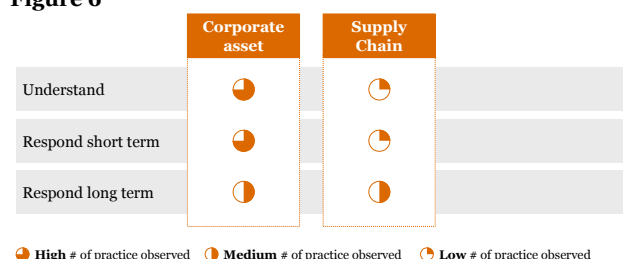 Figure 6
Corporate
asset
Supply
Chain
Understand
Respond short term
Respond long term
High # of practice observed Medium # of practice observed Low # of practice observed